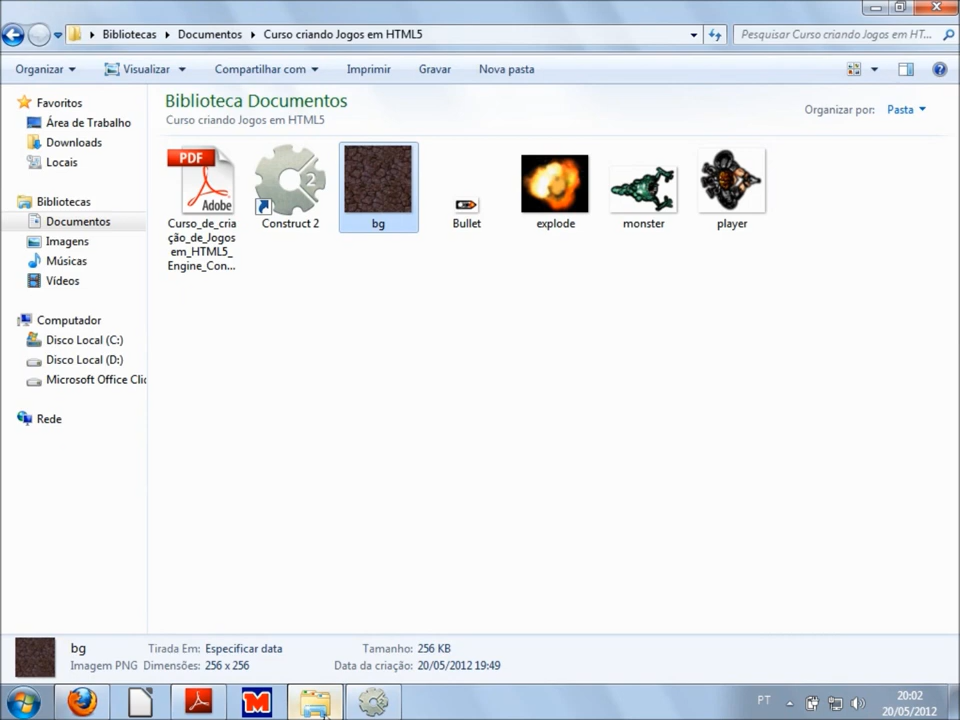 Bibliotecas Documentos Curso criando Jogos em HTML5
Pesquisar Curso criando Jogos em HT...
Organizar Visualizar Compartilhar com Imprimir Gravar Nova pasta
Favoritos
Área de Trabalho
Downloads
Locais
Bibliotecas
Documentos
Imagens
Músicas
Vídeos
Computador
Disco Local (C:)
Disco Local (D:)
Microsoft Office Clic
Rede
Biblioteca Documentos
Curso criando Jogos em HTML5
Organizar por: Pasta
PDF
Adobe
Curso_de_cria
ção_de_Jogos
em_HTML5_
Engine_Con...
2
Construct 2
bg
Bullet
explode
monster
player
bg
Tirada Em: Especificar data
Tamanho: 256 KB
Imagem PNG Dimensões: 256 x 256
Data da criação: 20/05/2012 19:49
M
PT
20:02
20/05/2012